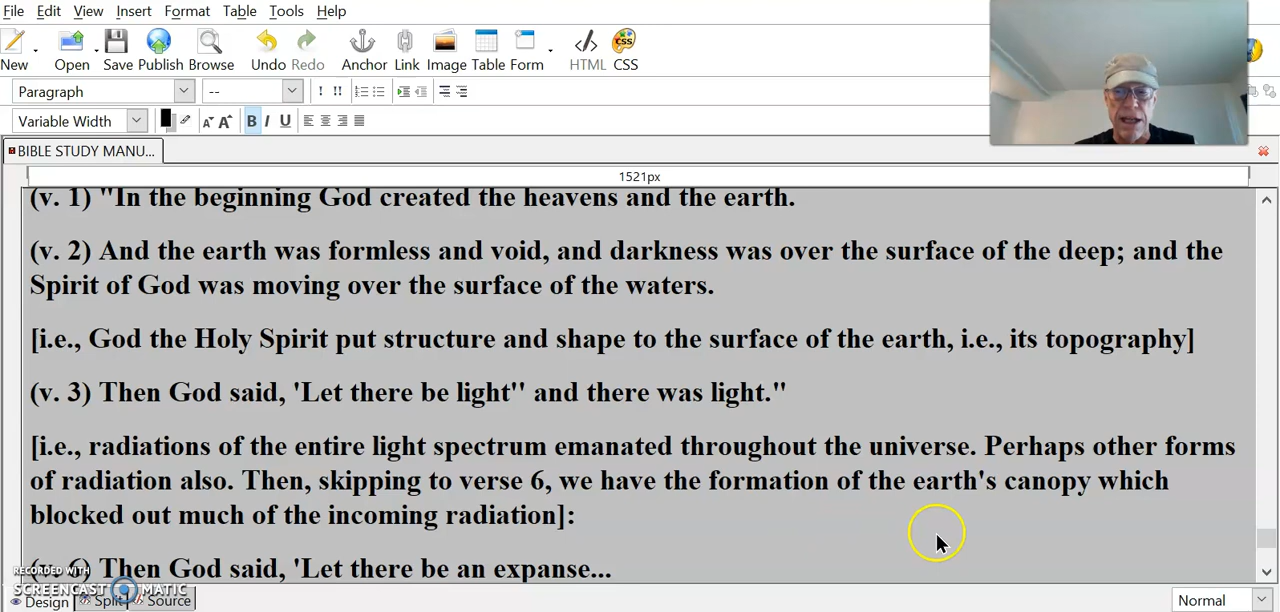 File Edit View Insert Format Table Tools Help
New Open Save Publish Browse Undo Redo Anchor Link Image Table Form HTML CSS
Paragraph -- ! !!
Variable Width A A B I U
BIBLE STUDY MANU...
1521px
(v. 1) "In the beginning God created the heavens and the earth.
(v. 2) And the earth was formless and void, and darkness was over the surface of the deep; and the
Spirit of God was moving over the surface of the waters.
[i.e., God the Holy Spirit put structure and shape to the surface of the earth, i.e., its topography]
(v. 3) Then God said, 'Let there be light" and there was light."
[i.e., radiations of the entire light spectrum emanated throughout the universe. Perhaps other forms
of radiation also. Then, skipping to verse 6, we have the formation of the earth's canopy which
blocked out much of the incoming radiation]:
(v. 6) Then God said, 'Let there be an expanse...
RECORDED WITH
SCREENCAST MATIC
Design Split Source Normal